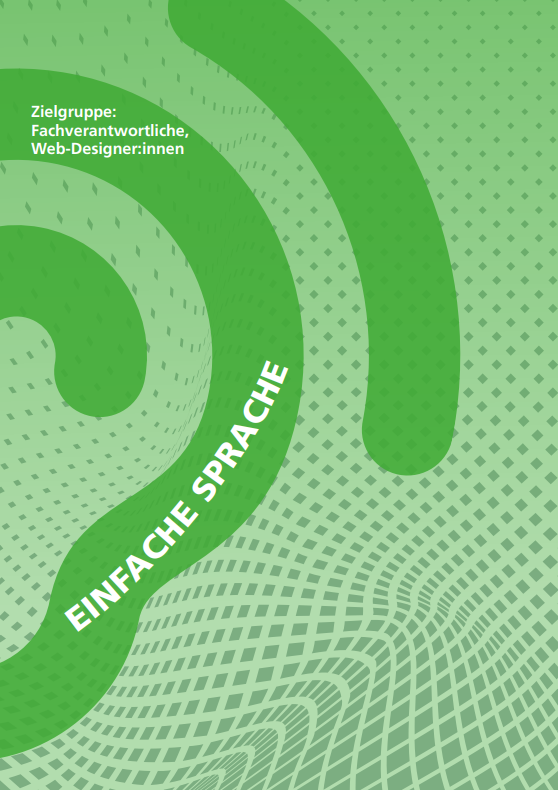 Zielgruppe:
Fachverantwortliche,
Web-Designer:innen
EINFACHE SPRACHE